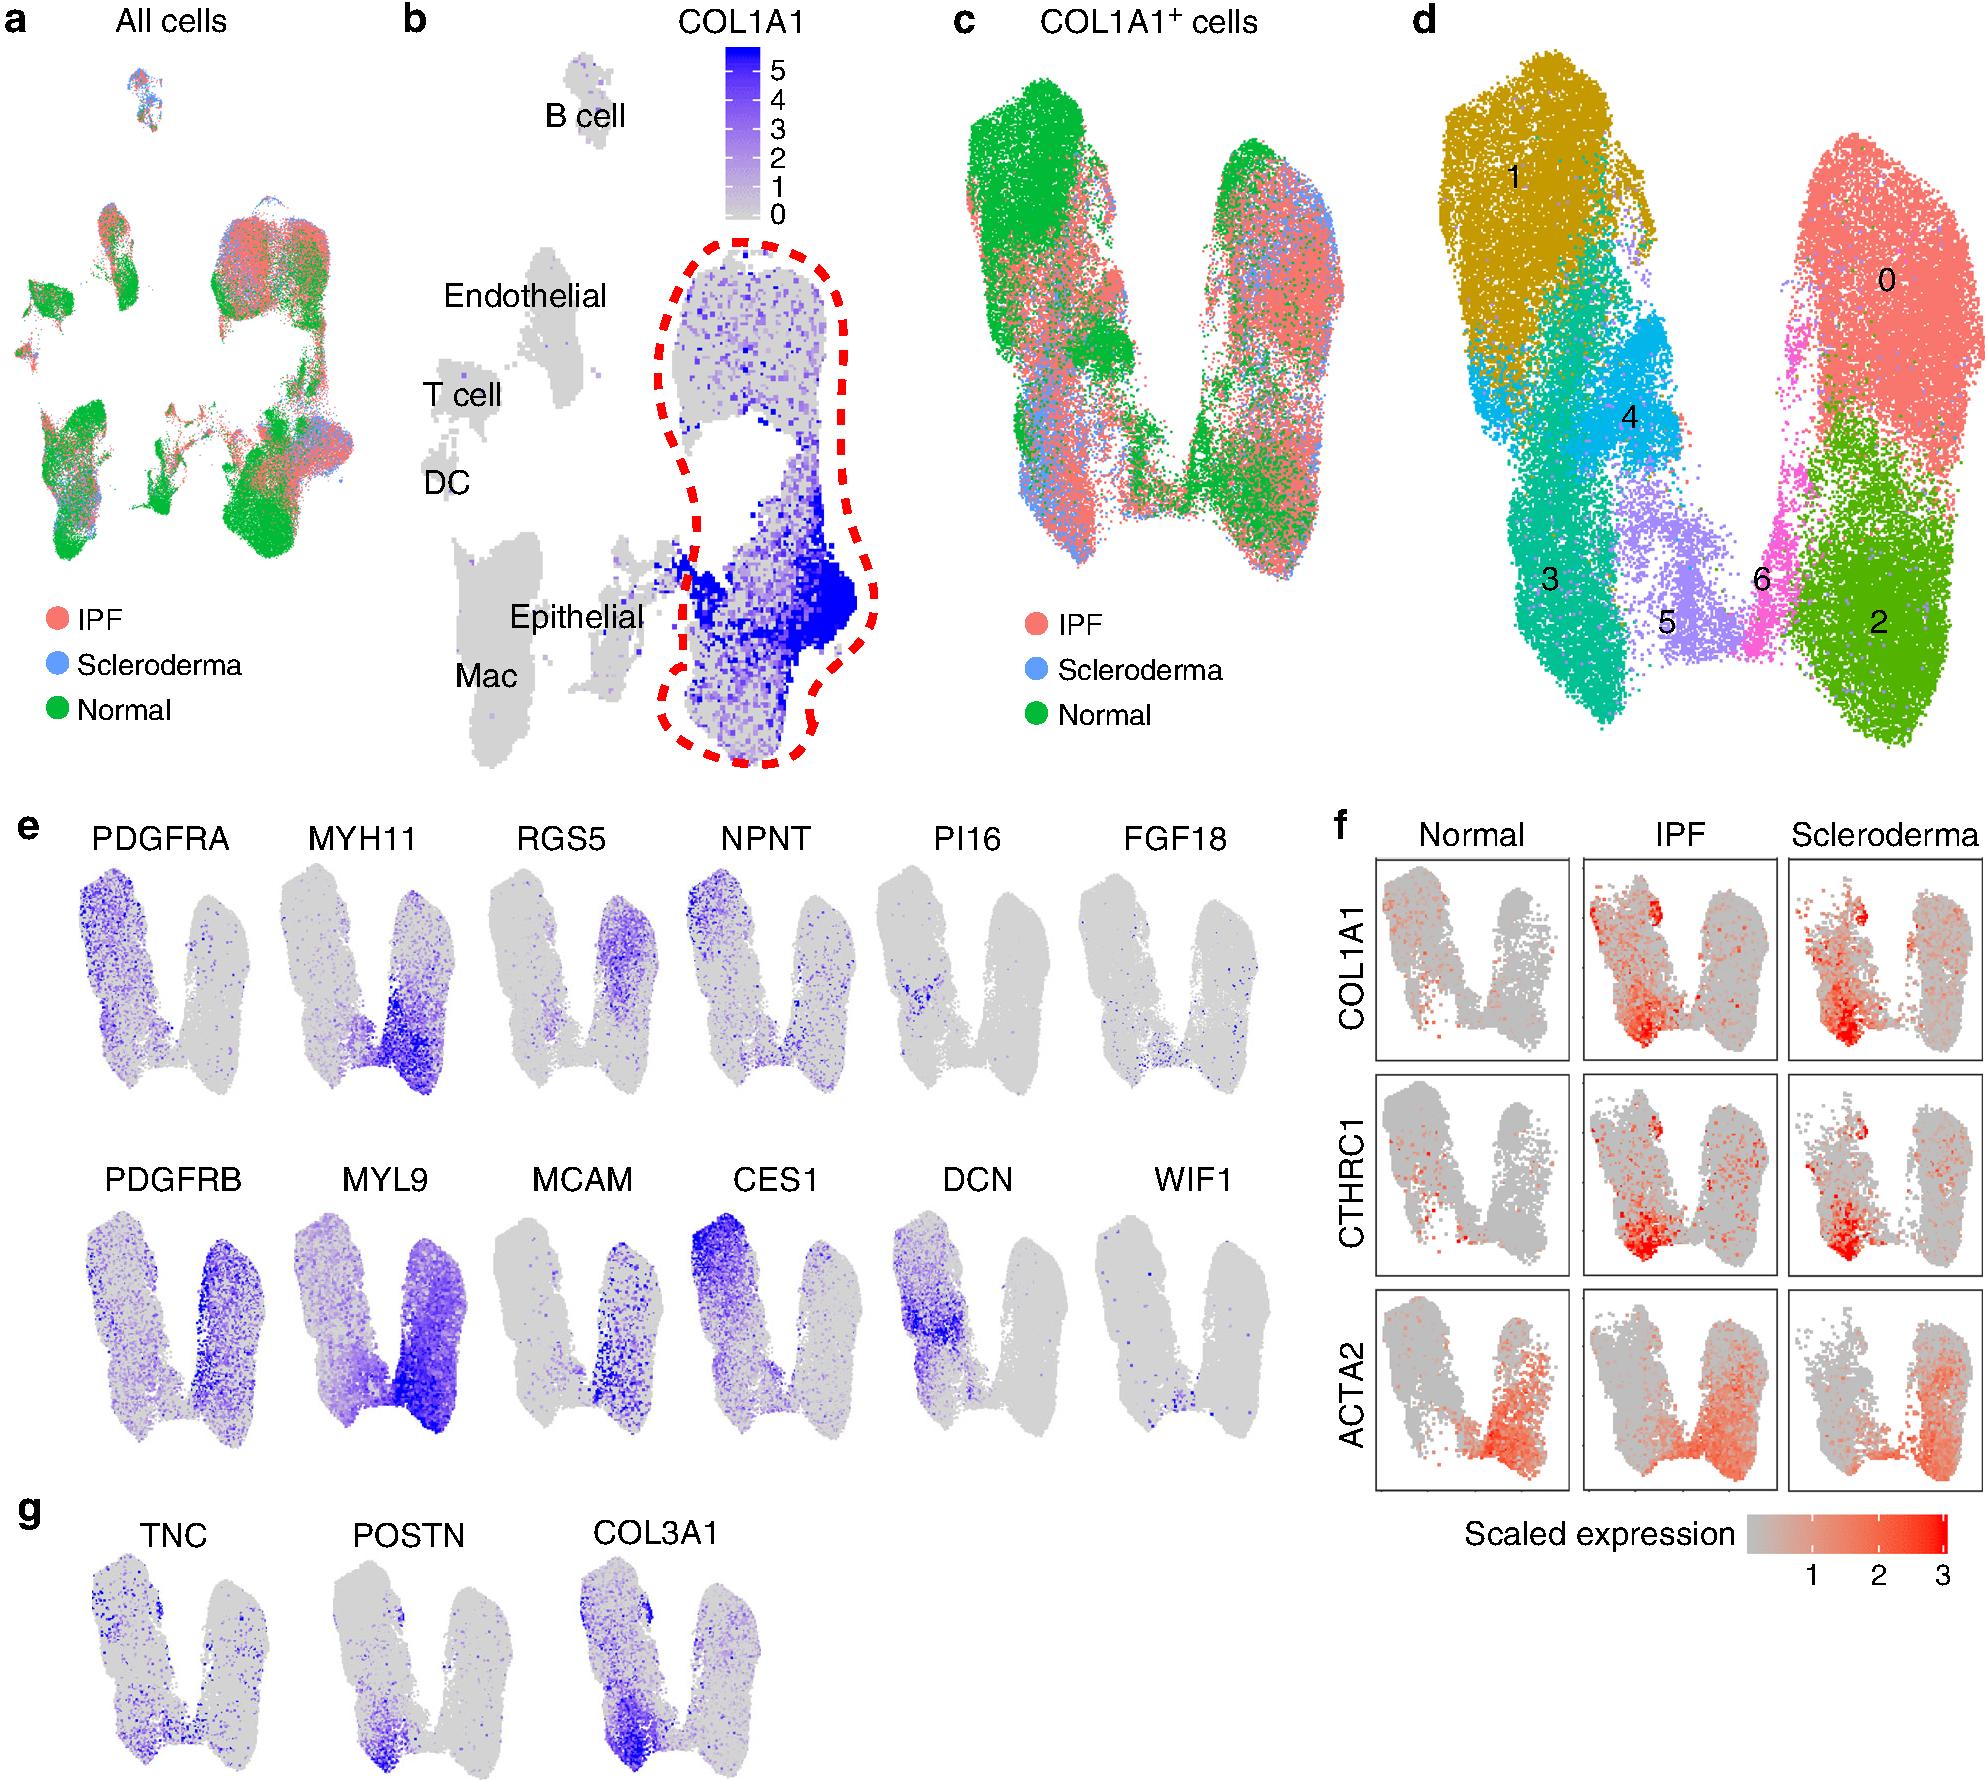 a
All cells
IPF
Scleroderma
Normal
b
COL1A1
5
4
3
2
1
0
B cell
Endothelial
T cell
DC
Epithelial
Mac
c
COL1A1+ cells
IPF
Scleroderma
Normal
d
1
0
4
3
6
5
2
e
PDGFRA
MYH11
RGS5
NPNT
PI16
FGF18
PDGFRB
MYL9
MCAM
CES1
DCN
WIF1
f
Normal
IPF
Scleroderma
COL1A1
CTHRC1
ACTA2
Scaled expression
1 2 3
g
TNC
POSTN
COL3A1